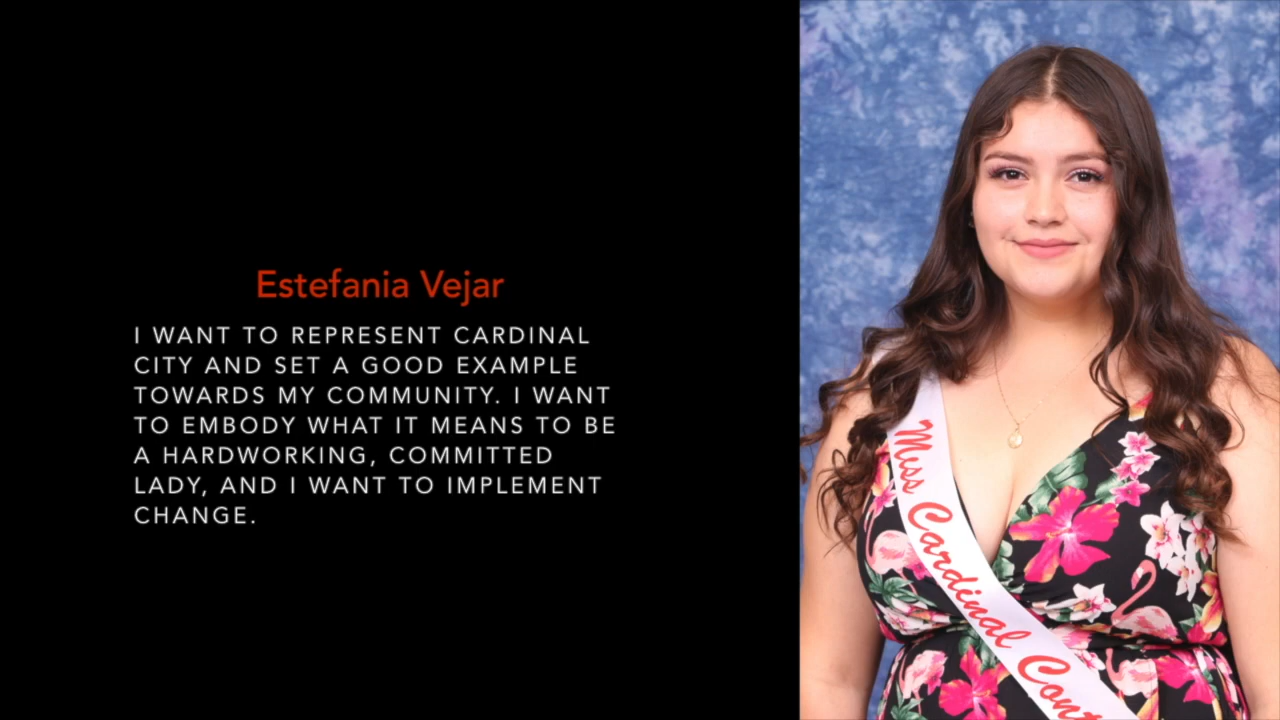 Estefania Vejar
I WANT TO REPRESENT CARDINAL
CITY AND SET A GOOD EXAMPLE
TOWARDS MY COMMUNITY. I WANT
TO EMBODY WHAT IT MEANS TO BE
A HARDWORKING, COMMITTED
LADY, AND I WANT TO IMPLEMENT
CHANGE.
Miss Cardinal Cont